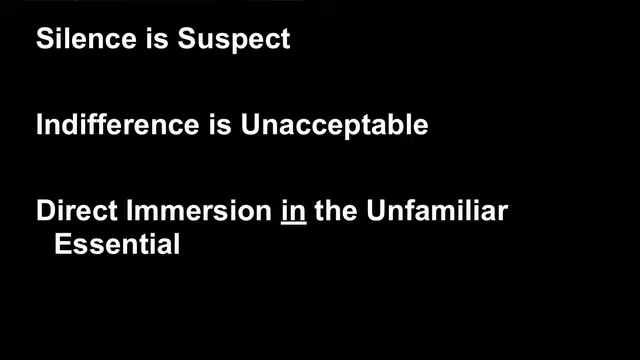 Silence is Suspect
Indifference is Unacceptable
Direct Immersion in the Unfamiliar
Essential